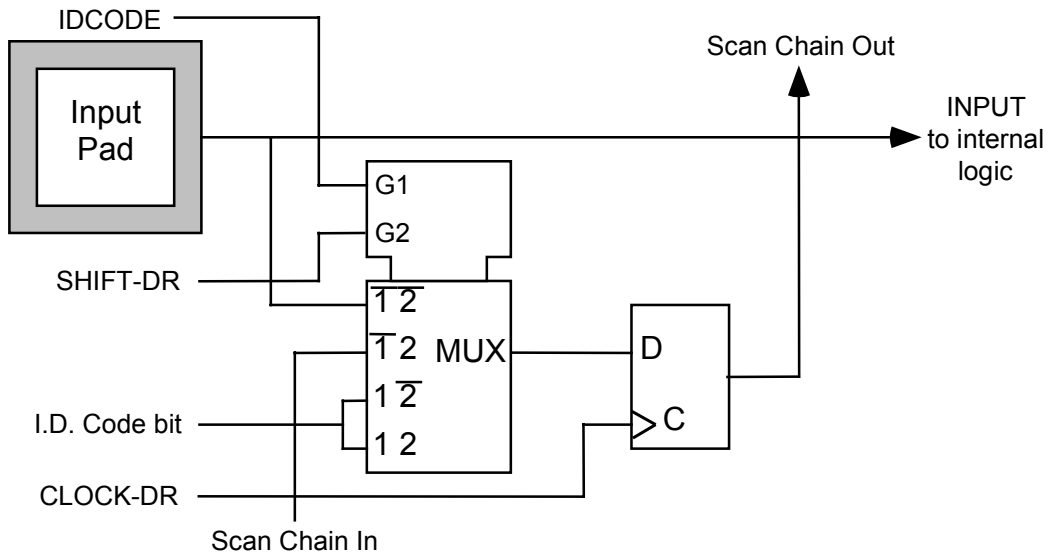 IDCODE
Input
Pad
Scan Chain Out
INPUT
to internal
logic
G1
G2
SHIFT-DR
1̅ 2̅
1̅ 2
MUX
1 2̅
1 2
D
C
I.D. Code bit
CLOCK-DR
Scan Chain In